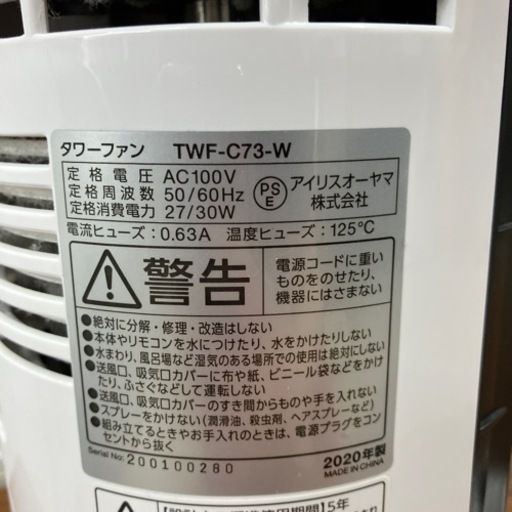 タワーファン TWF-C73-W
定格電圧 AC100V
定格周波数 50/60Hz
定格消費電力 27/30W
PSE
アイリスオーヤマ
株式会社
電流ヒューズ:0.63A 温度ヒューズ:125℃
警告
電源コードに重い
ものをのせたり、
機器にはさまない
●絶対に分解・修理・改造はしない
●本体やリモコンを水につけたり、水をかけたりしない
●水まわり、風呂場など湿気のある場所での使用は絶対にしない
●送風口、吸気口カバーに布や紙、ビニール袋などをかけ
たり、ふさぐなどして運転しない
●送風口、吸気口カバーのすき間からものや手を入れない
●スプレーをかけない(潤滑油、殺虫剤、ヘアスプレーなど)
●組み立てるときやお手入れのときは、電源プラグをコン
セントから抜く
Serial No: 200100280
2020年製
MADE IN CHINA
使用期間】5年